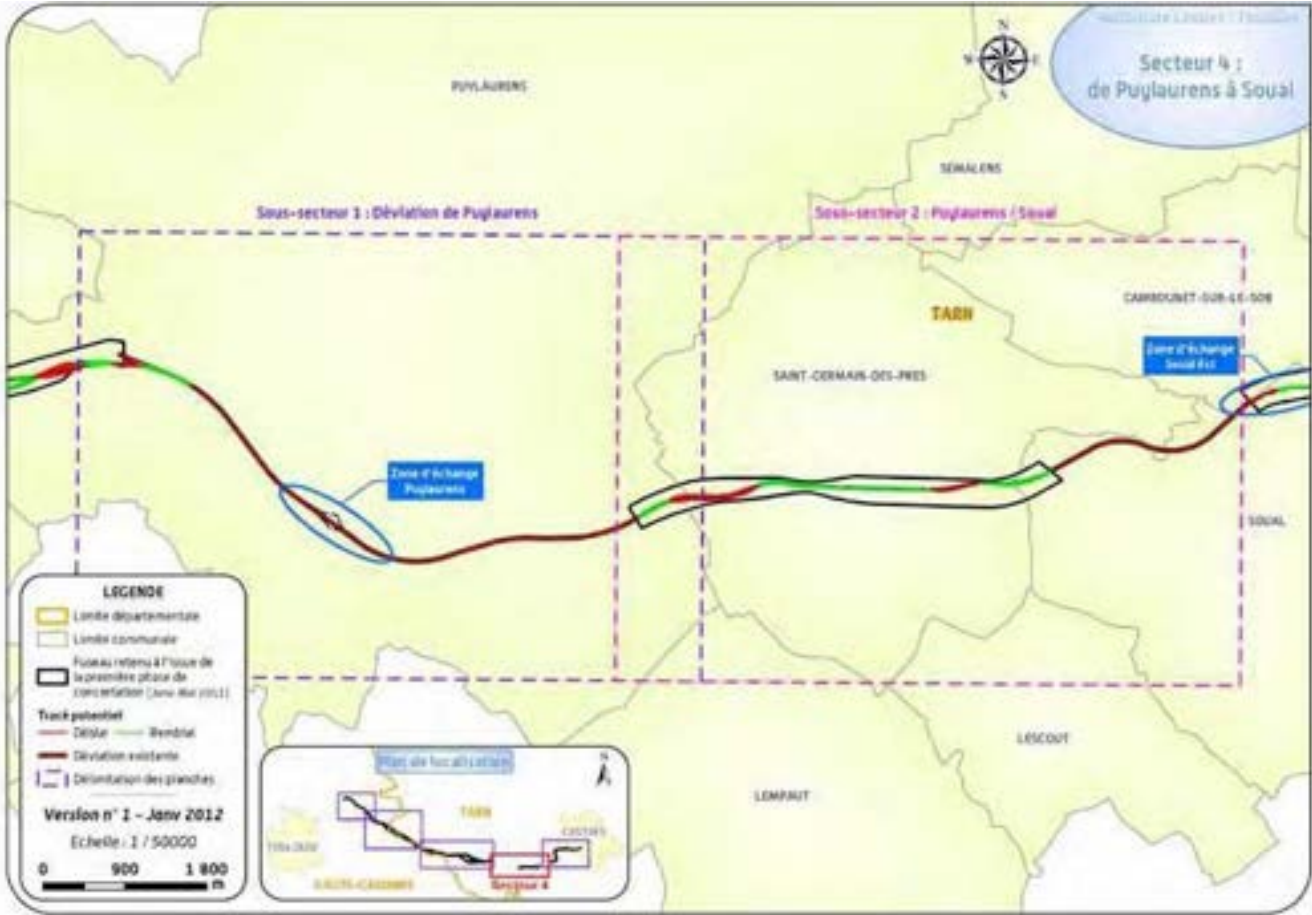 Secteur 4 :
de Puylaurens à Soual
N
W
E
S
PUYLAURENS
SEMALENS
Sous-secteur 1 : Déviation de Puylaurens
Sous-secteur 2 : Puylaurens / Soual
CAMBOUNET-SUR-LE-SOR
TARN
Zone d'échange
Soual Est
SAINT-GERMAIN-DES-PRES
Zone d'échange
Puylaurens
SOUAL
LESCOUT
LEMPAUT
LEGENDE
Limite départementale
Limite communale
Fuseau retenu à l'issue de
la première phase de
concertation
Tracé potentiel
Déblai
Remblai
Déviation existante
Délimitation des planches
Version n° 1 - Janv 2012
Echelle : 1 / 50000
0 900 1 800
m
Plan de localisation
N
TARN
CASTRES
HAUTE-GARONNE
Secteur 4